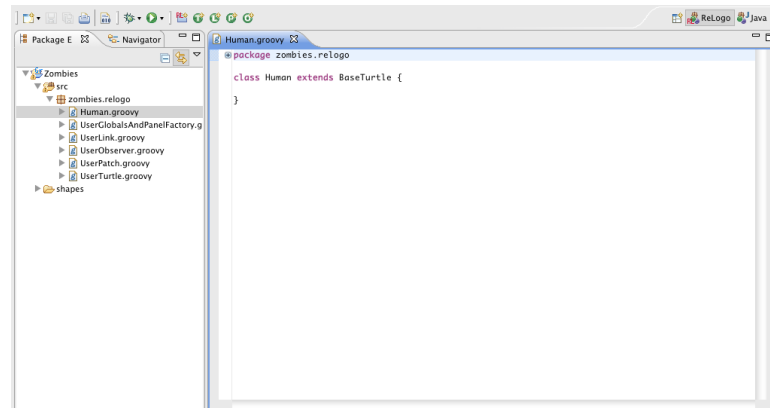 ReLogo Java
Package E Navigator
Human.groovy
Zombies
src
zombies.relogo
Human.groovy
UserGlobalsAndPanelFactory.g
UserLink.groovy
UserObserver.groovy
UserPatch.groovy
UserTurtle.groovy
shapes
package zombies.relogo
class Human extends BaseTurtle {
}